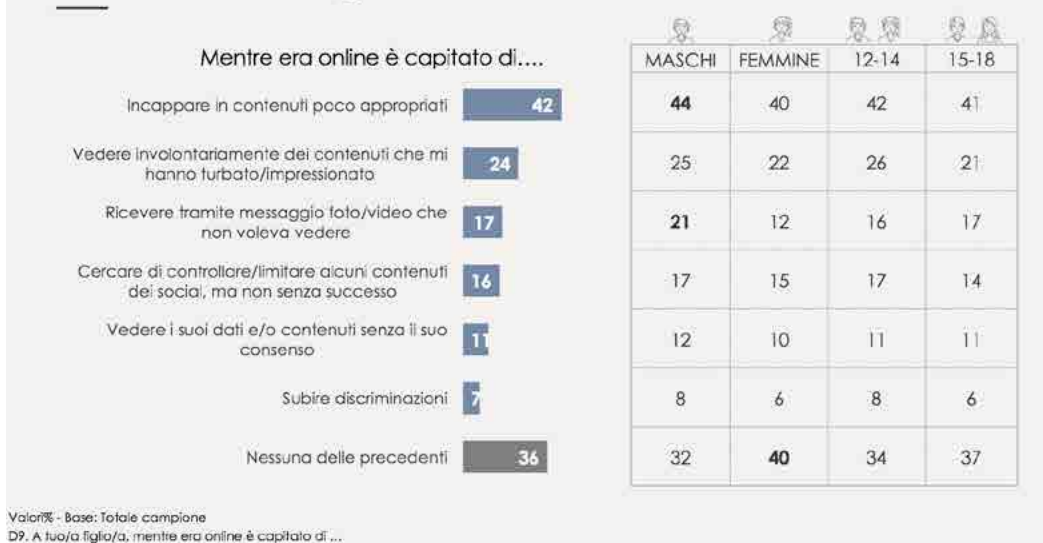 Mentre era online è capitato di....
MASCHI FEMMINE 12-14 15-18
Incappare in contenuti poco appropriati 42 44 40 42 41
Vedere involontariamente dei contenuti che mi
hanno turbato/impressionato 24 25 22 26 21
Ricevere tramite messaggio foto/video che
non voleva vedere 17 21 12 16 17
Cercare di controllare/limitare alcuni contenuti
dei social, ma non senza successo 16 17 15 17 14
Vedere i suoi dati e/o contenuti senza il suo
consenso 11 12 10 11 11
Subire discriminazioni 7 8 6 8 6
Nessuna delle precedenti 36 32 40 34 37
Valori% - Base: Totale campione
D9. A tuo/a figlio/a, mentre era online è capitato di ...